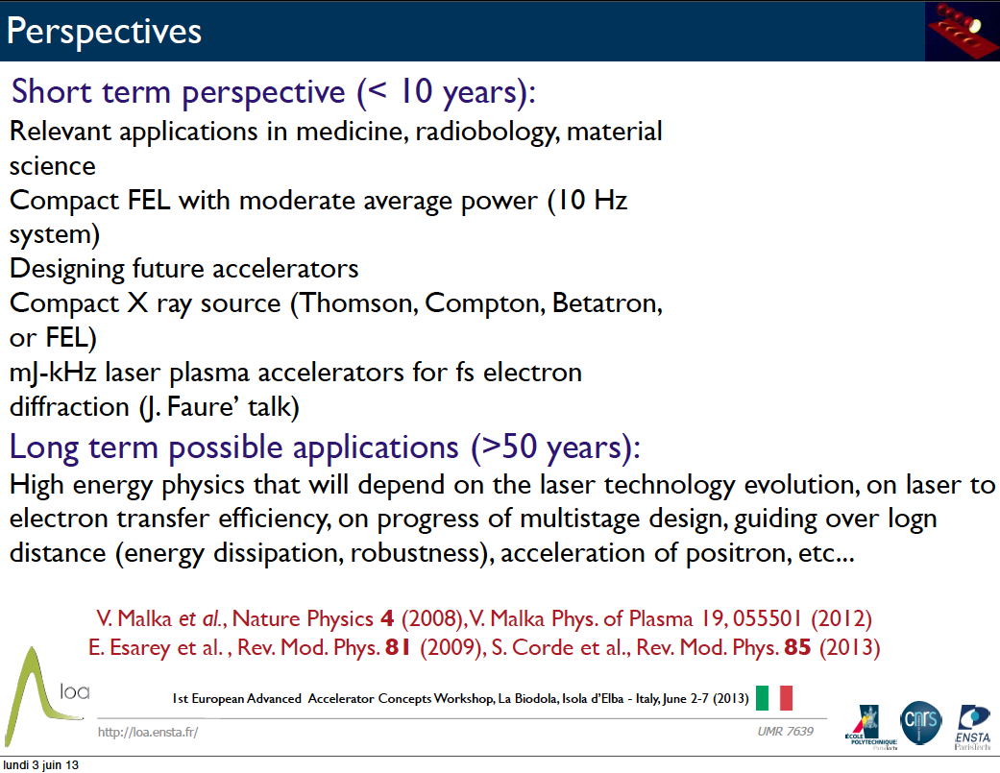 Perspectives
Short term perspective (< 10 years):
Relevant applications in medicine, radiobology, material
science
Compact FEL with moderate average power (10 Hz
system)
Designing future accelerators
Compact X ray source (Thomson, Compton, Betatron,
or FEL)
mJ-kHz laser plasma accelerators for fs electron
diffraction (J. Faure’ talk)
Long term possible applications (>50 years):
High energy physics that will depend on the laser technology evolution, on laser to
electron transfer efficiency, on progress of multistage design, guiding over logn
distance (energy dissipation, robustness), acceleration of positron, etc...
V. Malka et al., Nature Physics 4 (2008), V. Malka Phys. of Plasma 19, 055501 (2012)
E. Esarey et al. , Rev. Mod. Phys. 81 (2009), S. Corde et al., Rev. Mod. Phys. 85 (2013)
loa
1st European Advanced Accelerator Concepts Workshop, La Biodola, Isola d’Elba - Italy, June 2-7 (2013)
http://loa.ensta.fr/
UMR 7639
ÉCOLE
POLYTECHNIQUE
ParisTech
cnrs
ENSTA
ParisTech
lundi 3 juin 13